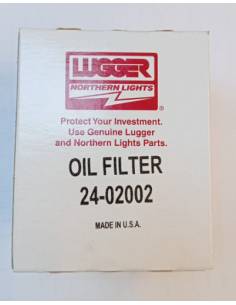 LUGGER
NORTHERN LIGHTS
®
Protect Your Investment.
Use Genuine Lugger
and Northern Lights Parts.
OIL FILTER
24-02002
MADE IN U.S.A.